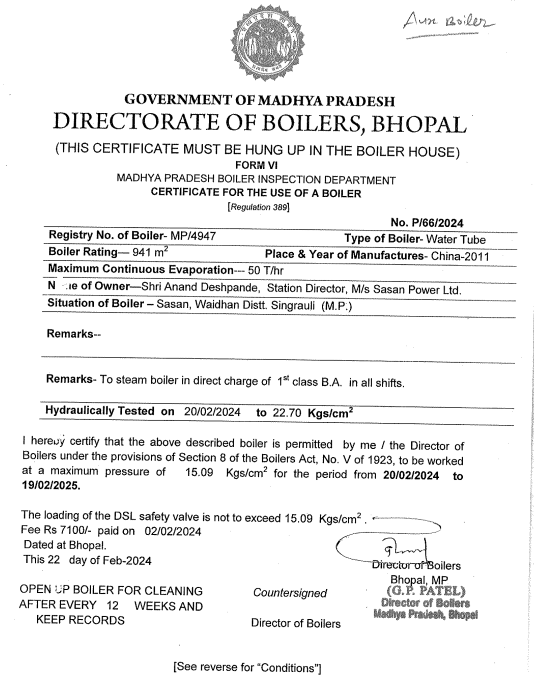 Aux Boiler
GOVERNMENT OF MADHYA PRADESH
DIRECTORATE OF BOILERS, BHOPAL
(THIS CERTIFICATE MUST BE HUNG UP IN THE BOILER HOUSE)
FORM VI
MADHYA PRADESH BOILER INSPECTION DEPARTMENT
CERTIFICATE FOR THE USE OF A BOILER
[Regulation 389]
No. P/66/2024
Registry No. of Boiler- MP/4947 Type of Boiler- Water Tube
Boiler Rating— 941 m² Place & Year of Manufactures- China-2011
Maximum Continuous Evaporation--- 50 T/hr
of Owner—Shri Anand Deshpande, Station Director, M/s Sasan Power Ltd.
Situation of Boiler – Sasan, Waidhan Distt. Singrauli (M.P.)
Remarks--
Remarks- To steam boiler in direct charge of 1st class B.A. in all shifts.
Hydraulically Tested on 20/02/2024 to 22.70 Kgs/cm²
I hereby certify that the above described boiler is permitted by me / the Director of
Boilers under the provisions of Section 8 of the Boilers Act, No. V of 1923, to be worked
at a maximum pressure of 15.09 Kgs/cm² for the period from 20/02/2024 to
19/02/2025.
The loading of the DSL safety valve is not to exceed 15.09 Kgs/cm².
Fee Rs 7100/- paid on 02/02/2024
Dated at Bhopal.
This 22 day of Feb-2024
Director of Boilers
Bhopal, MP
(G.P. PATEL)
Director of Boilers
Madhya Pradesh, Bhopal
OPEN UP BOILER FOR CLEANING
AFTER EVERY 12 WEEKS AND
KEEP RECORDS
Countersigned
Director of Boilers
[See reverse for "Conditions"]